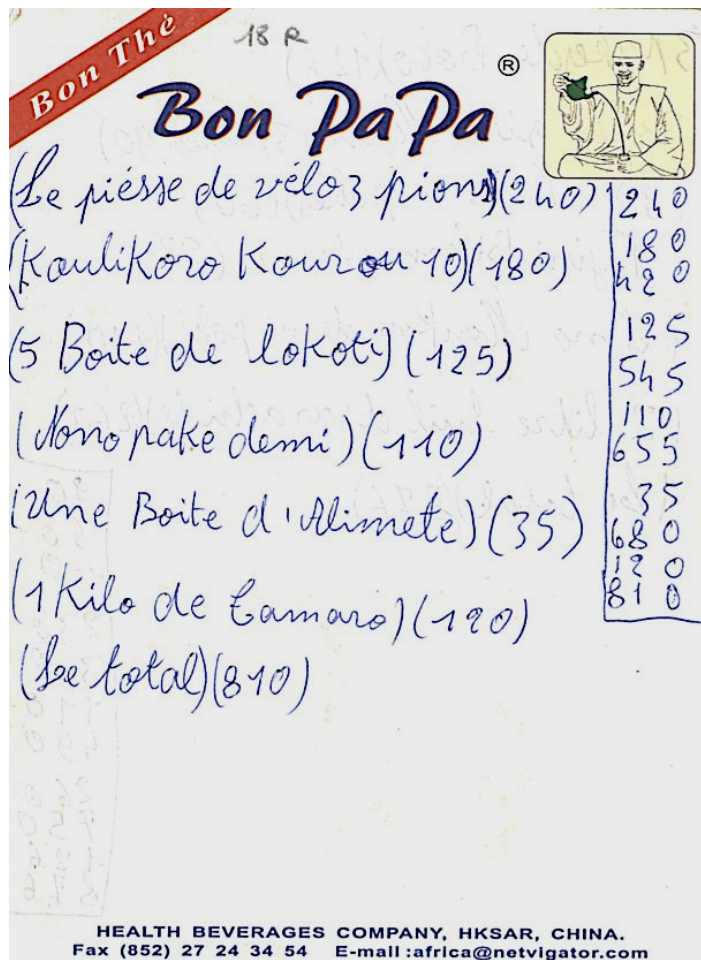 18 R
Bon Thé
Bon PaPa ®
(Le piésse de vélo 3 pions)(240)
(Koulikoro Kourou 10)(180)
(5 Boite de lokoti)(125)
(Nono pake demi)(110)
(Une Boite d'Alimete)(35)
(1 Kilo de Camaro)(120)
(Le total)(810)
240
180
420
125
545
110
655
35
680
120
810
HEALTH BEVERAGES COMPANY, HKSAR, CHINA.
Fax (852) 27 24 34 54 E-mail :africa@netvigator.com